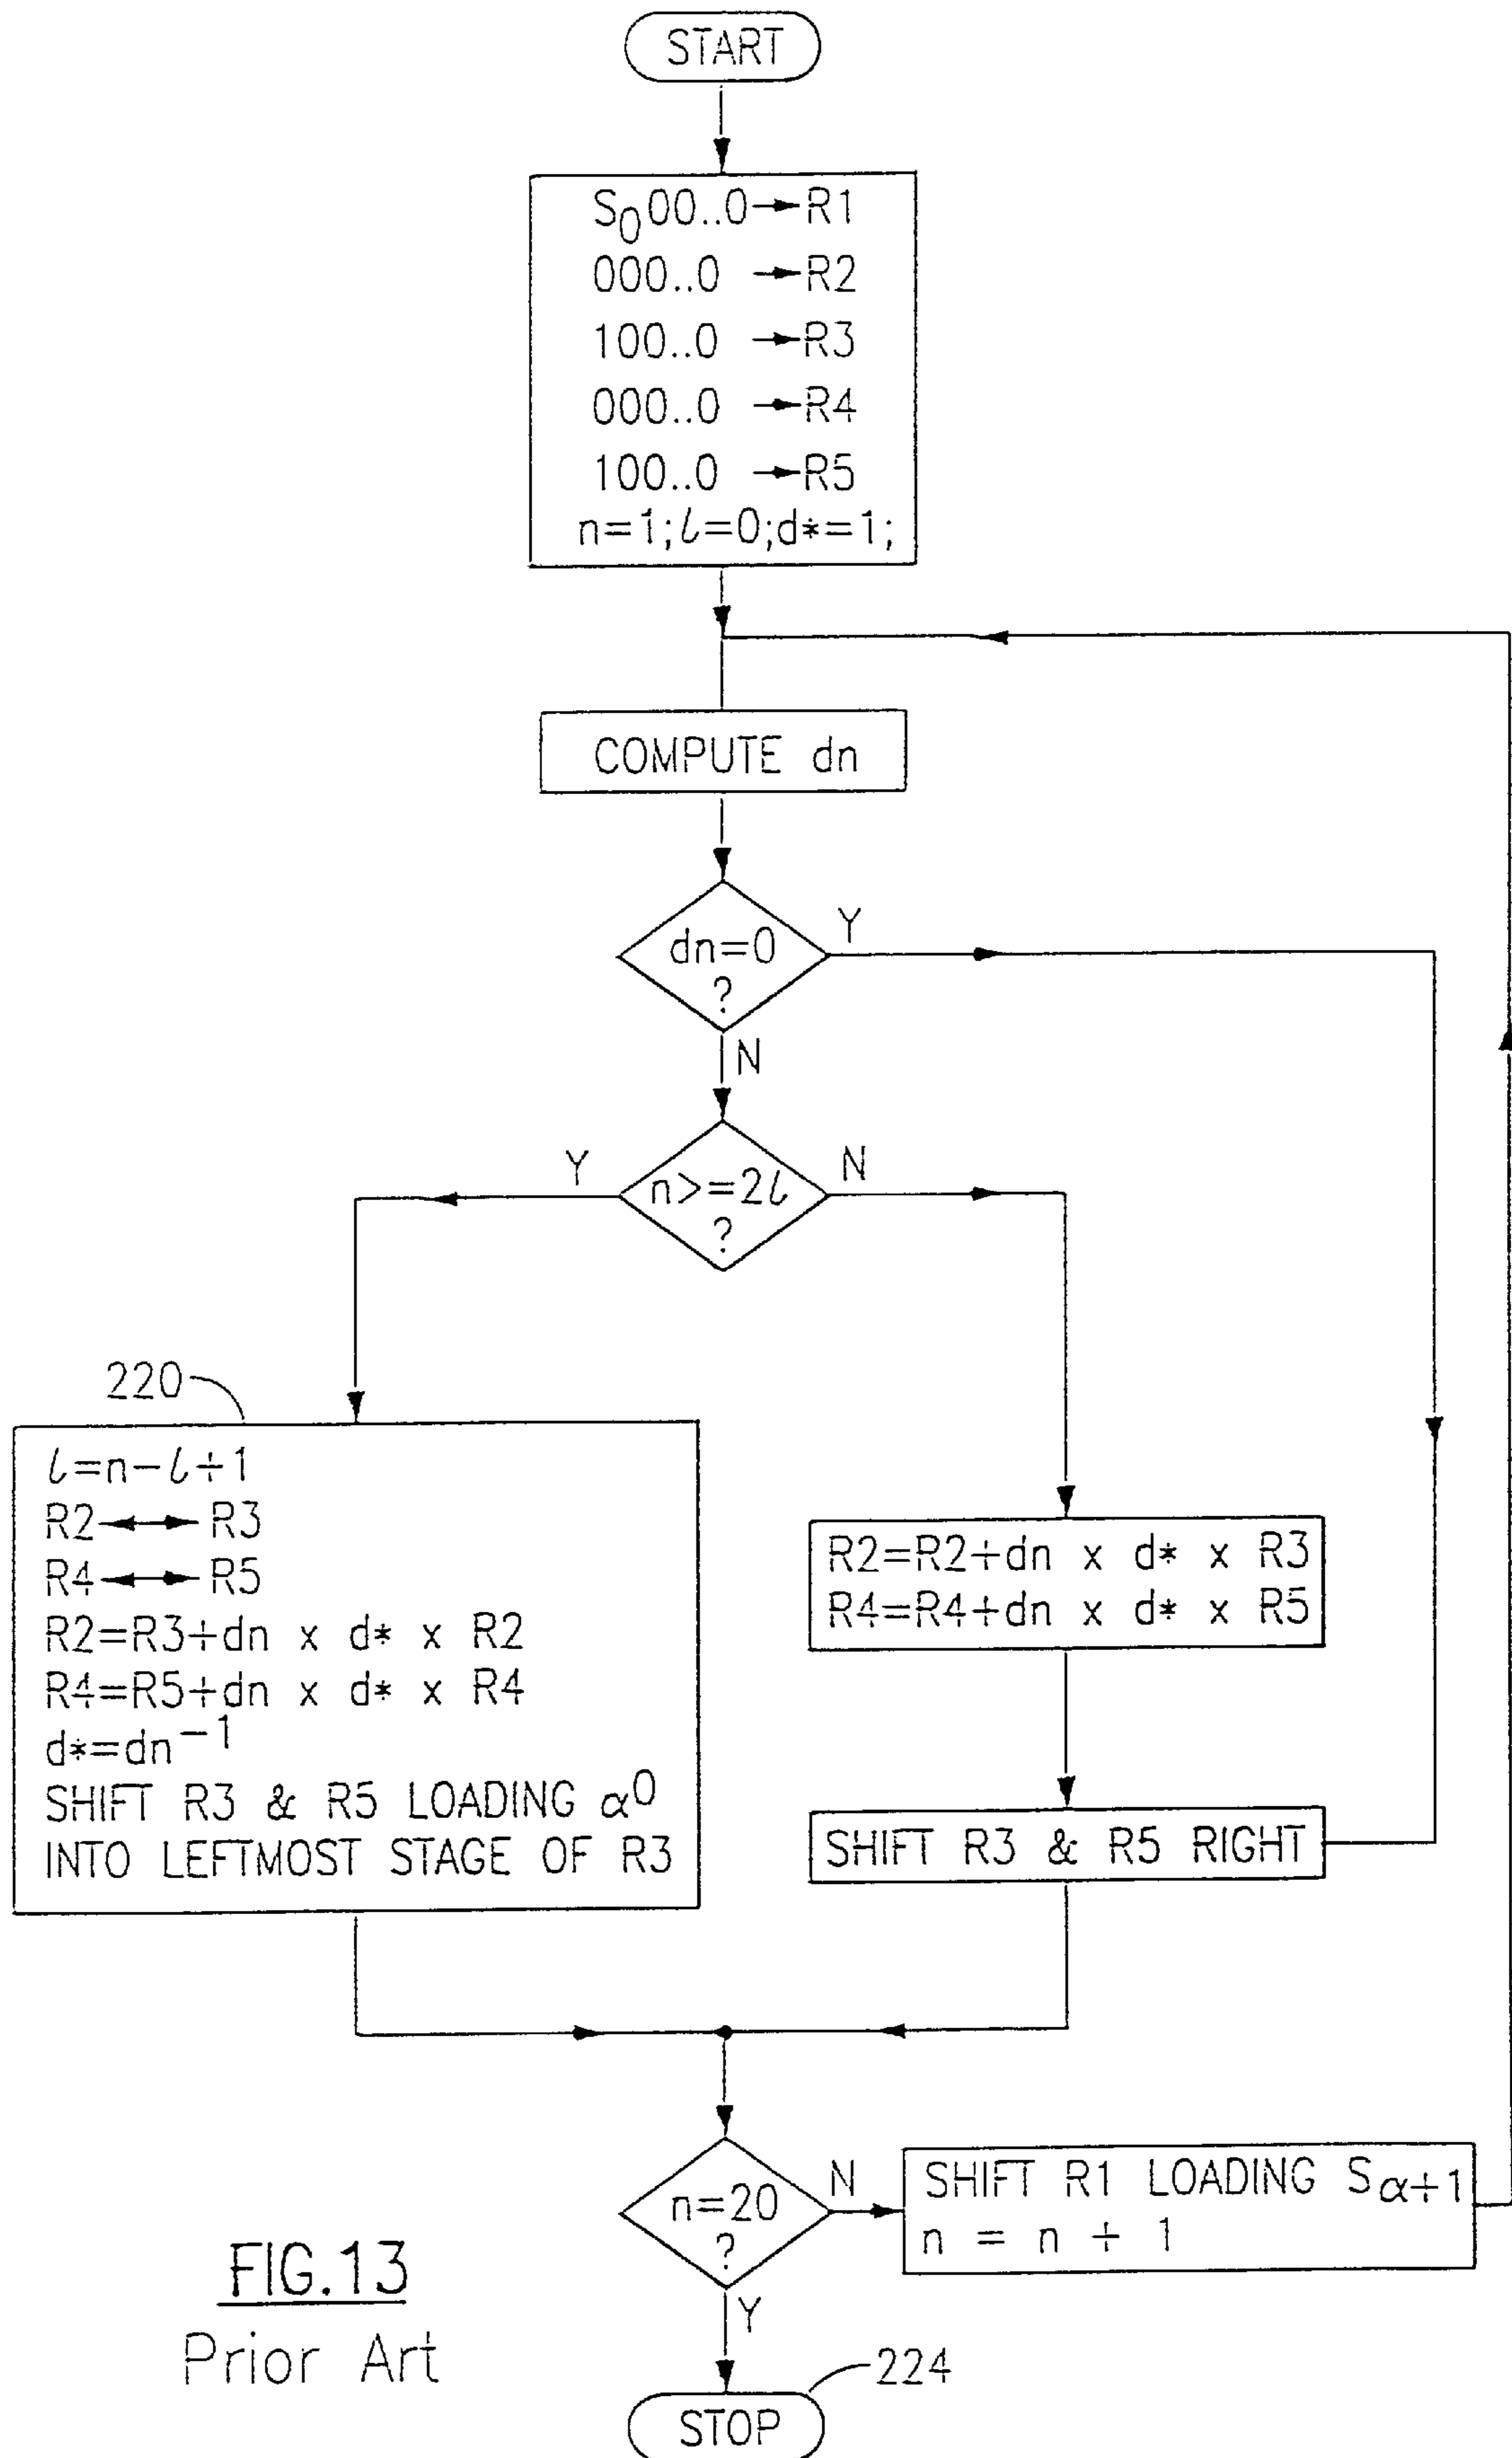 START
S₀00..0→R1
000..0 →R2
100..0 →R3
000..0 →R4
100..0 →R5
n=1;ℓ=0;d*=1;
COMPUTE dn
dn=0
?
Y
N
n>=2ℓ
?
Y
N
220
ℓ=n-ℓ+1
R2↔R3
R4↔R5
R2=R3+dn x d* x R2
R4=R5+dn x d* x R4
d*=dn⁻¹
SHIFT R3 & R5 LOADING α⁰
INTO LEFTMOST STAGE OF R3
R2=R2+dn x d* x R3
R4=R4+dn x d* x R5
SHIFT R3 & R5 RIGHT
n=20
?
N
Y
SHIFT R1 LOADING Sα+1
n = n + 1
FIG.13
Prior Art
224
STOP